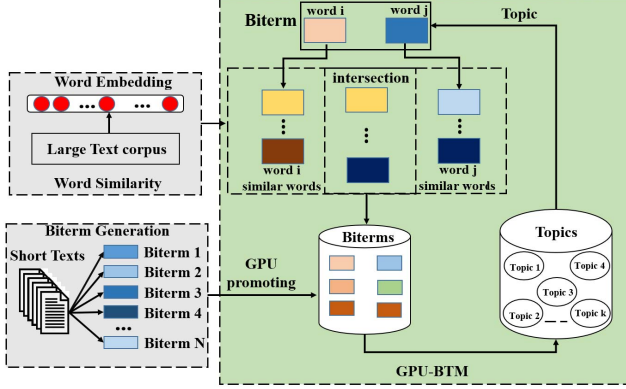 Biterm
word i
word j
Topic
Word Embedding
Large Text corpus
Word Similarity
intersection
word i
similar words
word j
similar words
Biterm Generation
Short Texts
Biterm 1
Biterm 2
Biterm 3
Biterm 4
Biterm N
GPU
promoting
Biterms
Topics
Topic 1
Topic 4
Topic 3
Topic 2
Topic k
GPU-BTM